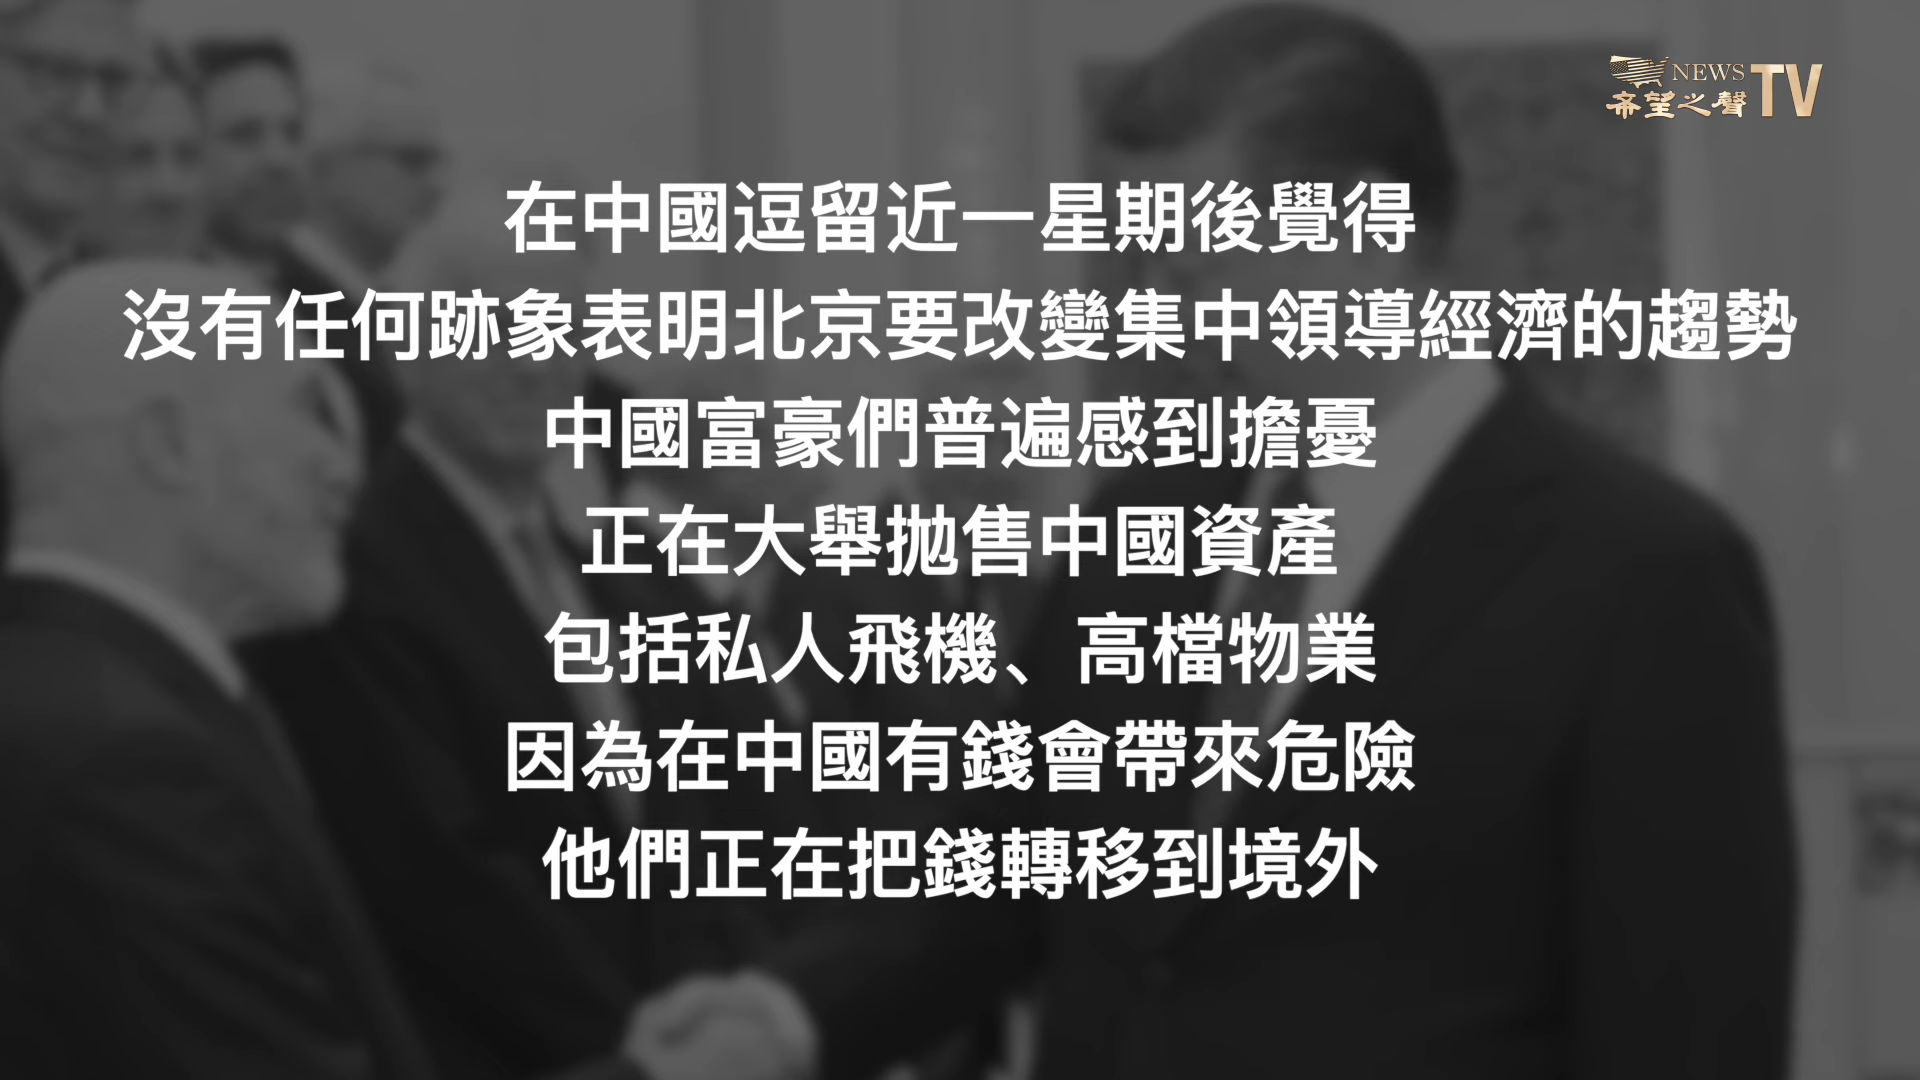 NEWS
希望之聲TV
在中國逗留近一星期後覺得
沒有任何跡象表明北京要改變集中領導經濟的趨勢
中國富豪們普遍感到擔憂
正在大舉拋售中國資產
包括私人飛機、高檔物業
因為在中國有錢會帶來危險
他們正在把錢轉移到境外